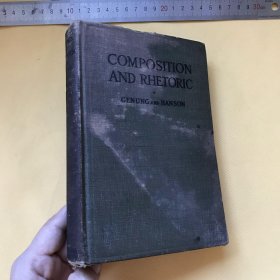 COMPOSITION
AND RHETORIC
GENUNG AND HANSON